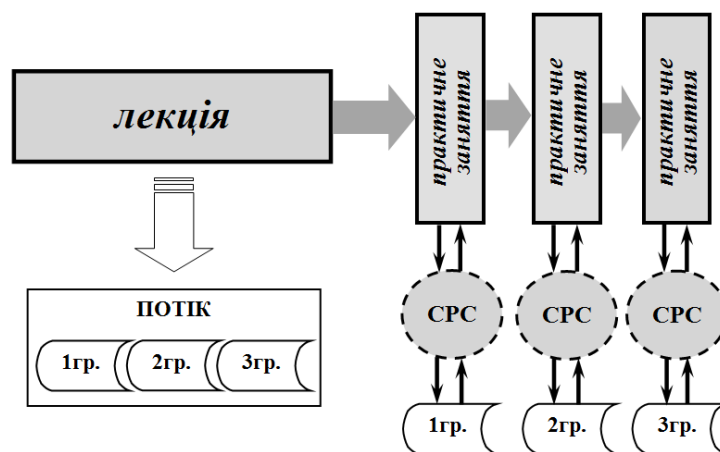 лекція
практичне
заняття
практичне
заняття
практичне
заняття
ПОТІК
1гр.
2гр.
3гр.
СРС
СРС
СРС
1гр.
2гр.
3гр.